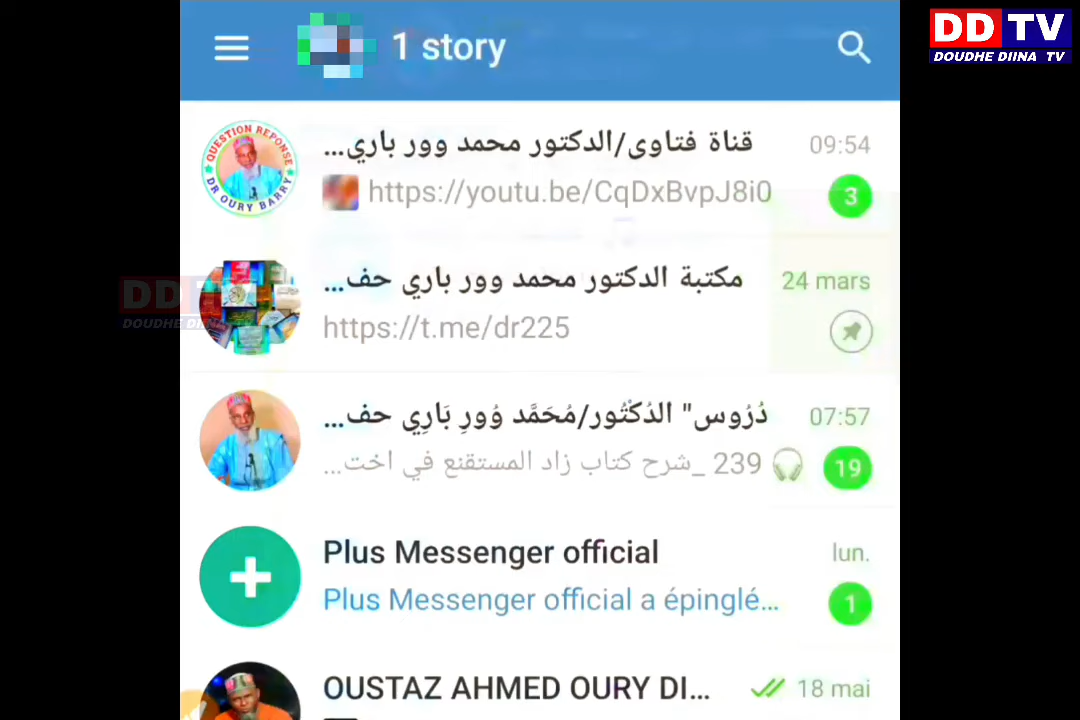 DD TV
DOUDHE DIINA TV
1 story
قناة فتاوى/الدكتور محمد وور باري...
09:54
QUESTION REPONSE
DR OURY BARRY
https://youtu.be/CqDxBvpJ8i0
3
مكتبة الدكتور محمد وور باري حف...
24 mars
https://t.me/dr225
DD
DOUDHE DIINA
دُرُوس" الدُكْتُور/مُحَمَّد وُورِ بَارِي حف...
07:57
239 _شرح كتاب زاد المستقنع في اخت...
19
Plus Messenger official
lun.
Plus Messenger official a épinglé...
1
OUSTAZ AHMED OURY DI...
18 mai